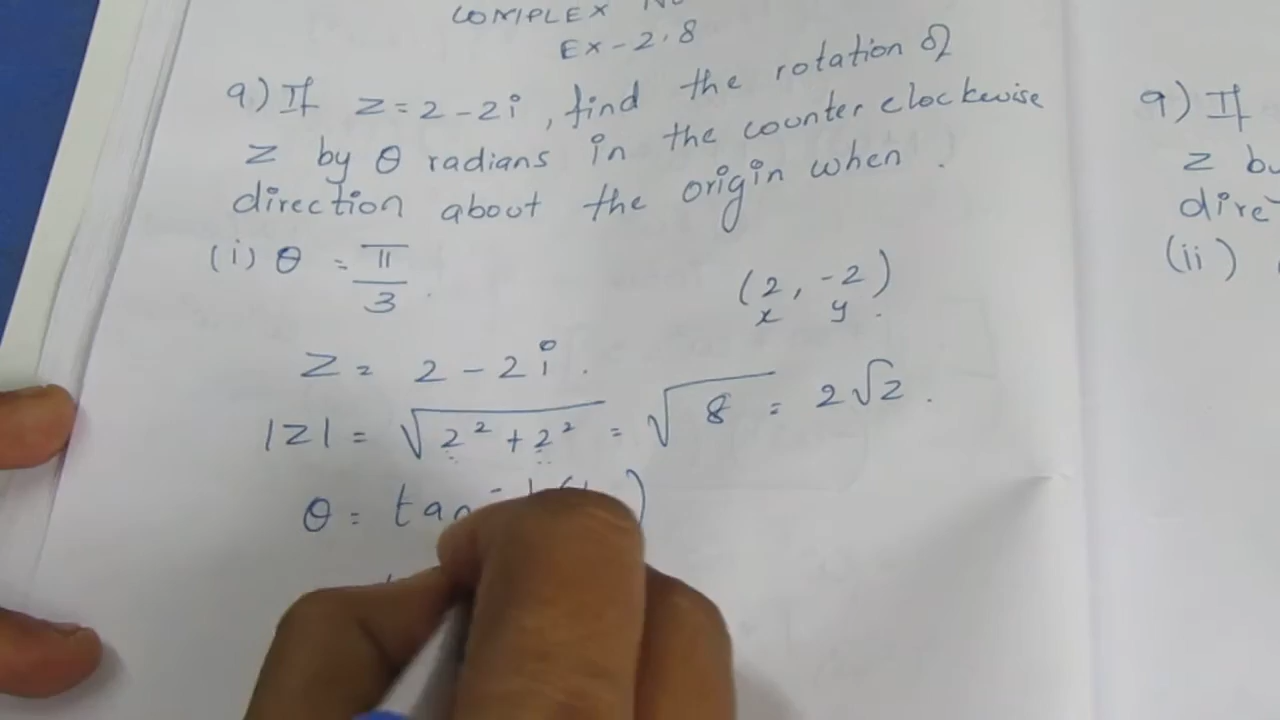 COMPLEX
EX-2.8
9.) If z = 2 - 2i , find the rotation of
z by θ radians in the counter clockwise
direction about the origin when .
(i) θ = π/3 .
(2, -2)
x y .
z = 2 - 2i .
|z| = √(2² + 2²) = √8 = 2√2 .
θ = tan⁻¹
9) If
z
(ii)